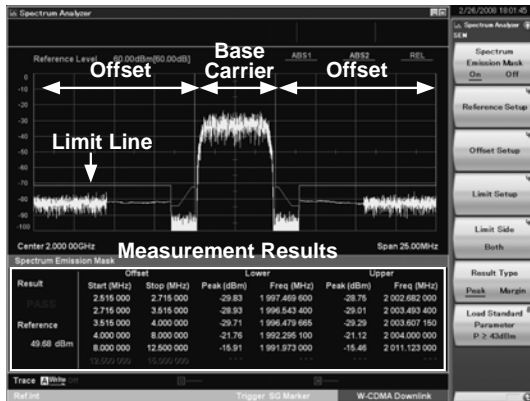 Spectrum Analyzer
2/26/2008 18:01:45
Spectrum Analyzer
SEM
Reference Level 60.00dBm[60.00dB]
ABS1 ABS2 REL
Offset
Base
Carrier
Offset
0
-10
-20
-30
-40
-50
-60
-70
-80
-90
-100
Limit Line
Center 2.000 00GHz
Measurement Results
Span 25.00MHz
Spectrum Emission Mask
Offset Lower Upper
Result Start (MHz) Stop (MHz) Peak (dBm) Freq (MHz) Peak (dBm) Freq (MHz)
PASS
2.515 000 2.715 000 -29.83 1 997.469 600 -28.75 2 002.682 000
2.715 000 3.515 000 -28.93 1 996.543 400 -29.01 2 003.493 400
Reference 3.515 000 4.000 000 -29.71 1 996.479 665 -29.29 2 003.607 150
4.000 000 8.000 000 -21.76 1 992.295 100 -21.12 2 004.000 000
49.68 dBm 8.000 000 12.500 000 -15.91 1 991.973 000 -15.46 2 011.123 000
12.500 000 15.000 000 --- --- --- ---
Trace A Write Off
Ref.Int
Trigger SG Marker
W-CDMA Downlink
Spectrum
Emission Mask
On Off
Reference Setup
Offset Setup
Limit Setup
Limit Side
Both
Result Type
Peak Margin
Load Standard
Parameter
P ≥ 43dBm